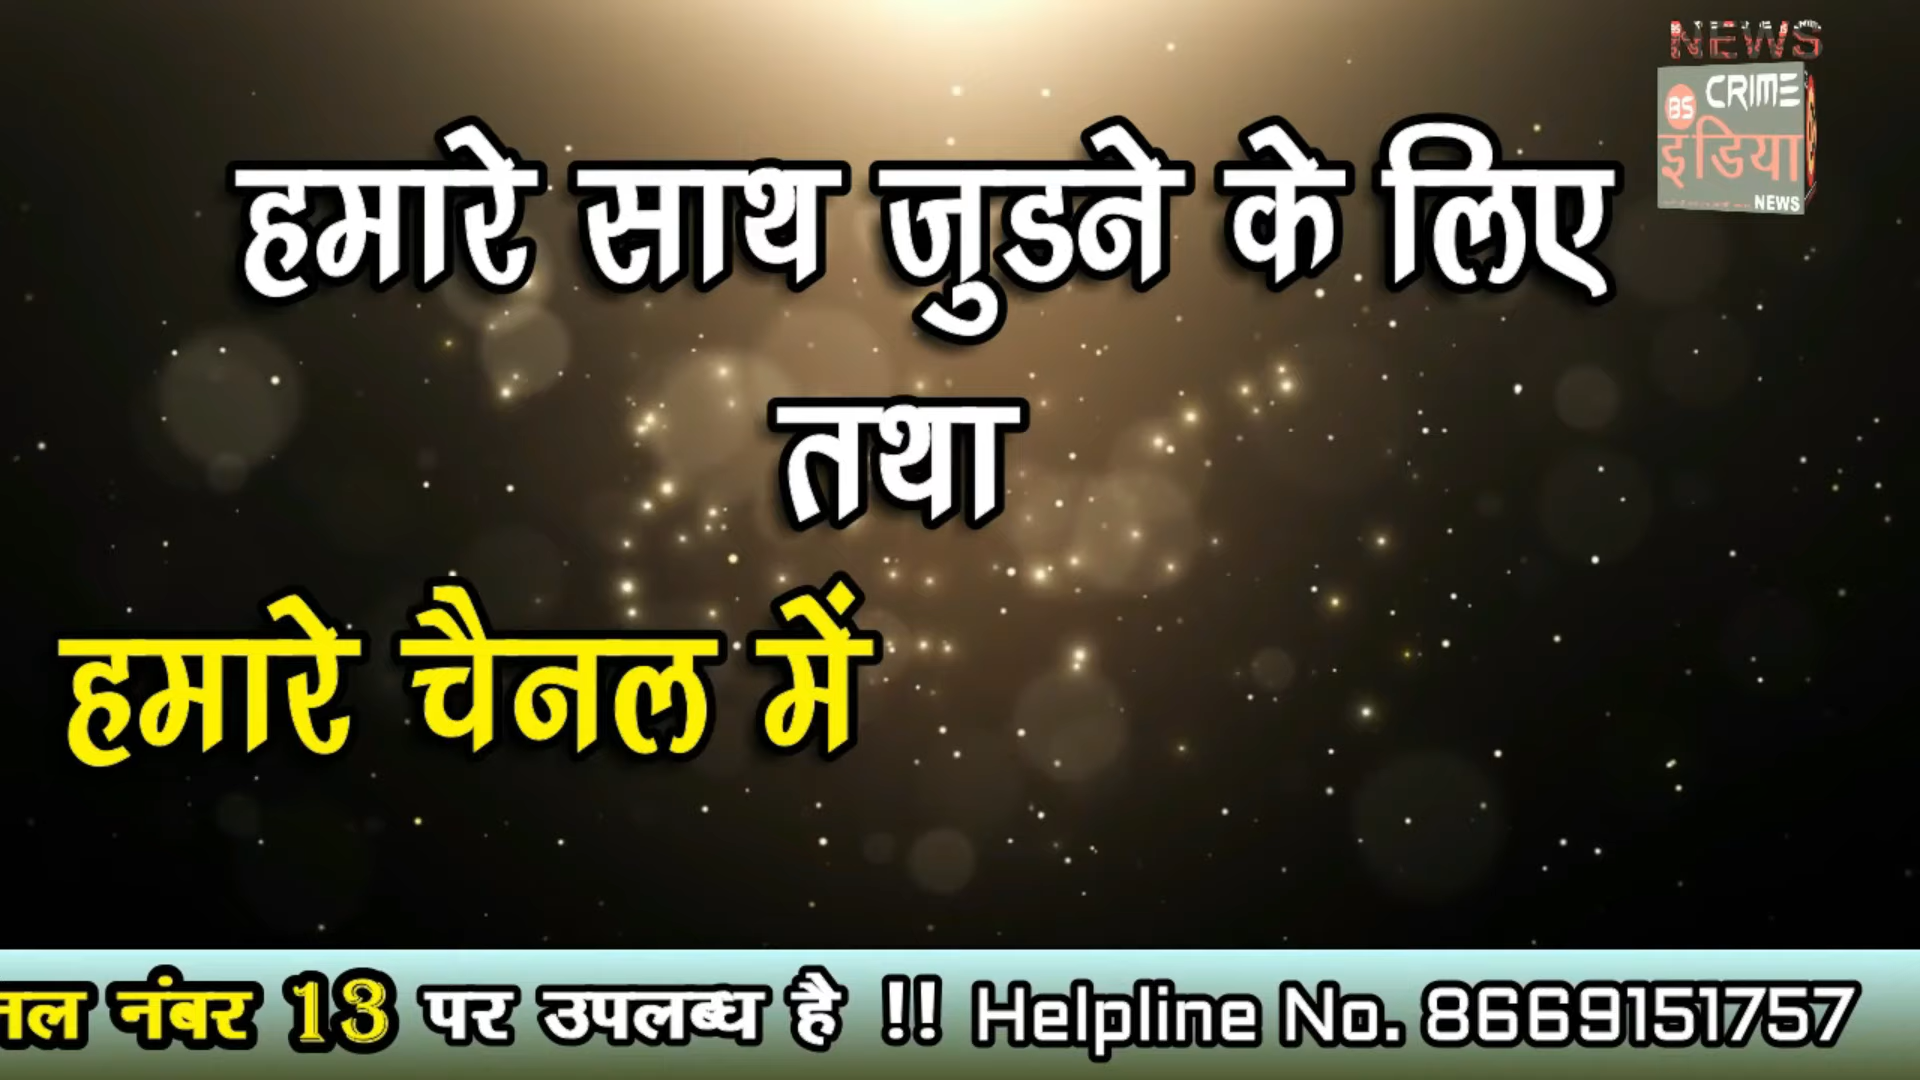 NEWS
BS CRIME
इंडिया
NEWS
हमारे साथ जुडने के लिए
तथा
हमारे चैनल में
नल नंबर 13 पर उपलब्ध है !! Helpline No. 8669151757